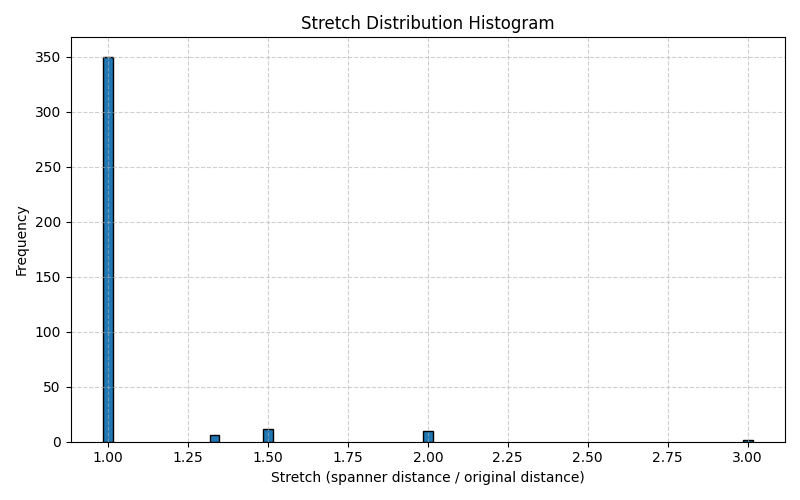 Stretch Distribution Histogram
Frequency
350
300
250
200
150
100
50
0
1.00 1.25 1.50 1.75 2.00 2.25 2.50 2.75 3.00
Stretch (spanner distance / original distance)